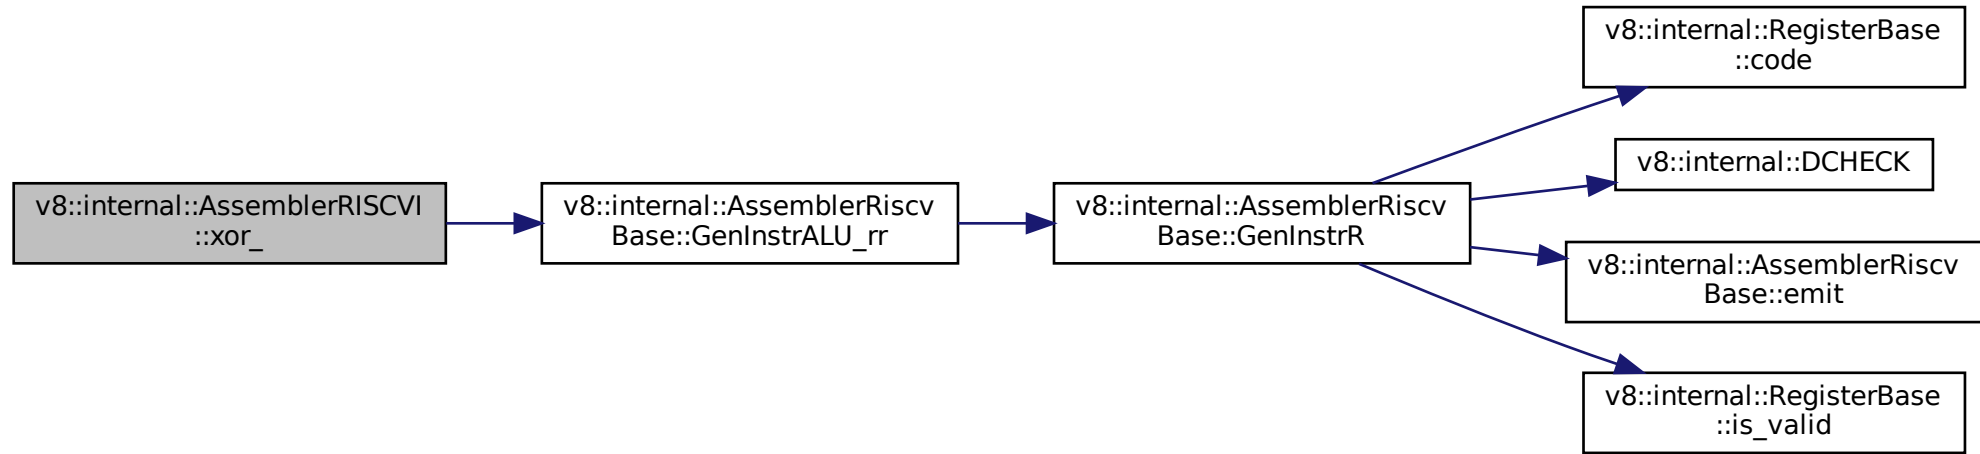 v8::internal::AssemblerRISCVI
::xor_
v8::internal::AssemblerRiscv
Base::GenInstrALU_rr
v8::internal::AssemblerRiscv
Base::GenInstrR
v8::internal::RegisterBase
::code
v8::internal::DCHECK
v8::internal::AssemblerRiscv
Base::emit
v8::internal::RegisterBase
::is_valid